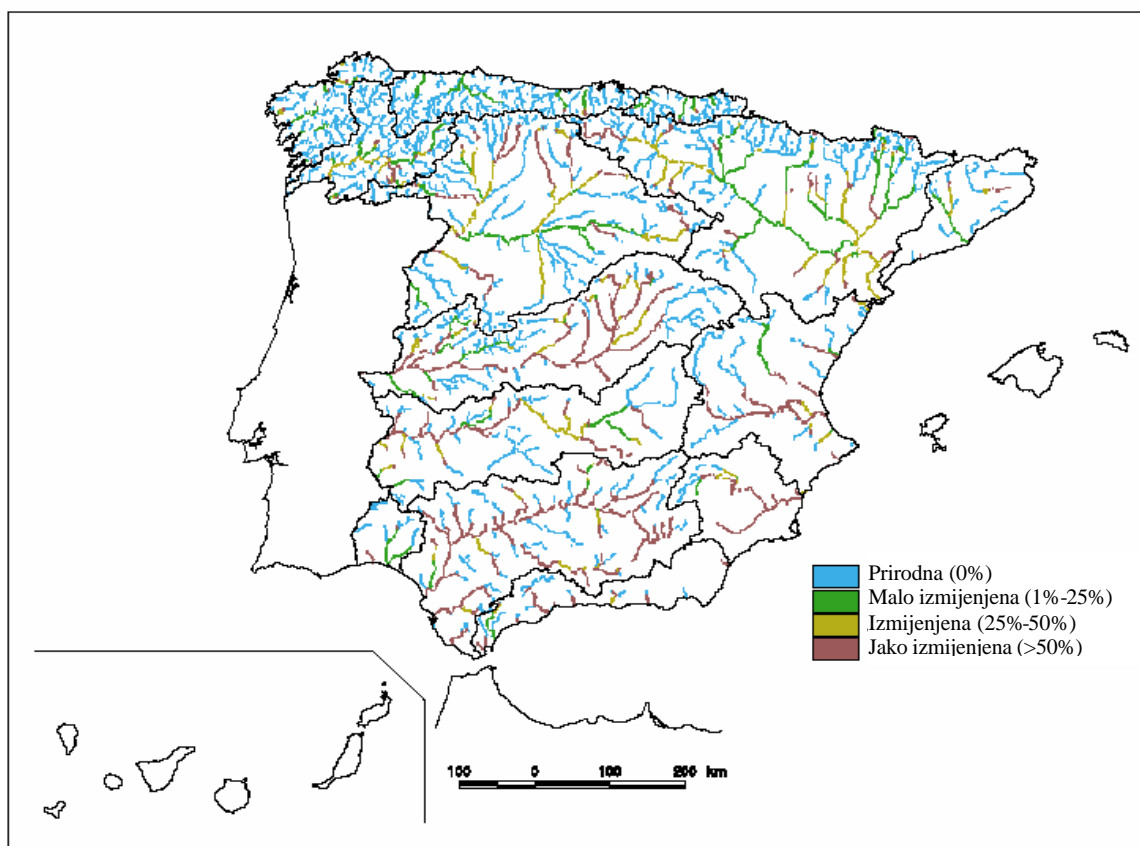 Prirodna (0%)
Malo izmijenjena (1%-25%)
Izmijenjena (25%-50%)
Jako izmijenjena (>50%)
100 0 100 200 km